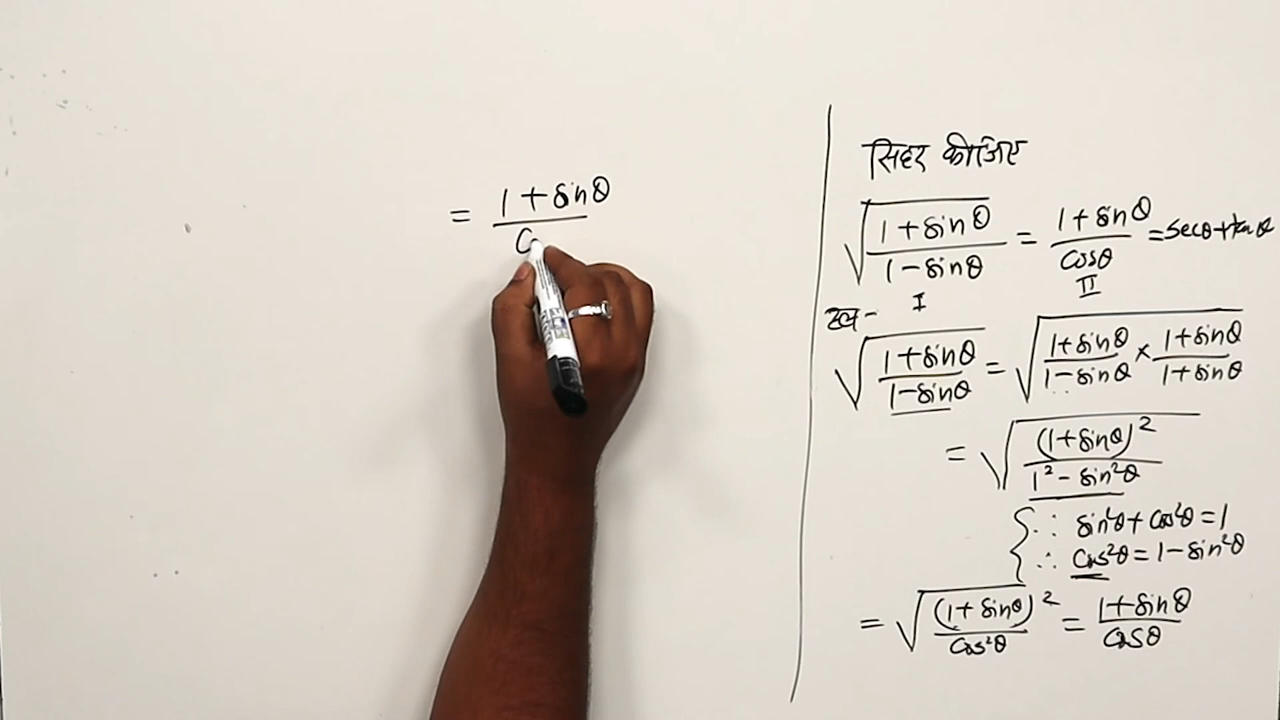 = (1 + sinθ) / Co
सिद्ध कीजिए
√((1 + sinθ) / (1 - sinθ)) = (1 + sinθ) / cosθ = secθ + tanθ
I II
हल -
√((1 + sinθ) / (1 - sinθ)) = √((1 + sinθ) / (1 - sinθ) × (1 + sinθ) / (1 + sinθ))
= √((1 + sinθ)² / (1² - sin²θ))
{ ∵ sin²θ + cos²θ = 1
∴ cos²θ = 1 - sin²θ
= √((1 + sinθ)² / cos²θ) = (1 + sinθ) / cosθ